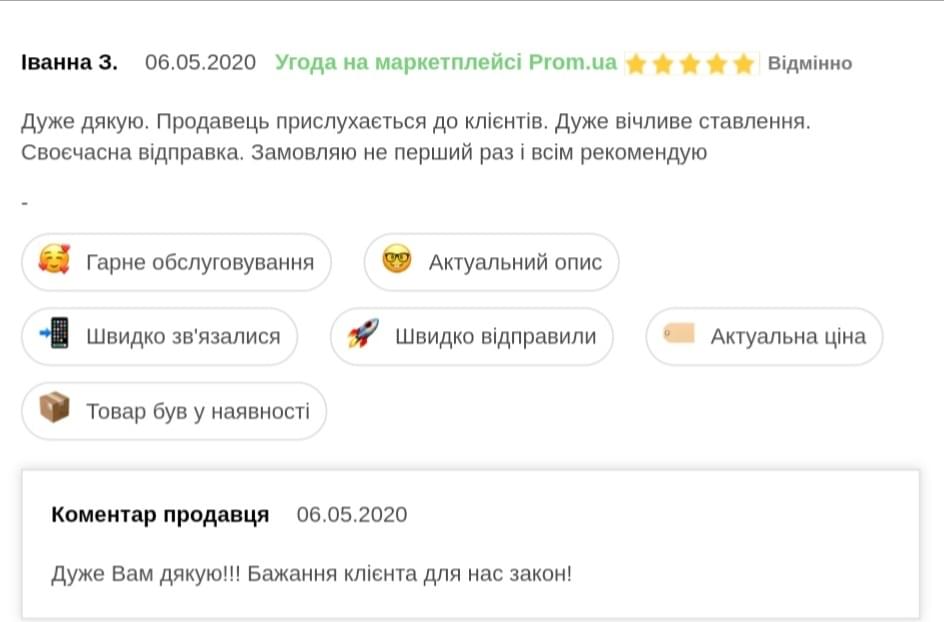 Іванна З. 06.05.2020 Угода на маркетплейсі Prom.ua Відмінно
Дуже дякую. Продавець прислухається до клієнтів. Дуже вічливе ставлення.
Своєчасна відправка. Замовляю не перший раз і всім рекомендую
-
Гарне обслуговування Актуальний опис
Швидко зв'язалися Швидко відправили Актуальна ціна
Товар був у наявності
Коментар продавця 06.05.2020
Дуже Вам дякую!!! Бажання клієнта для нас закон!